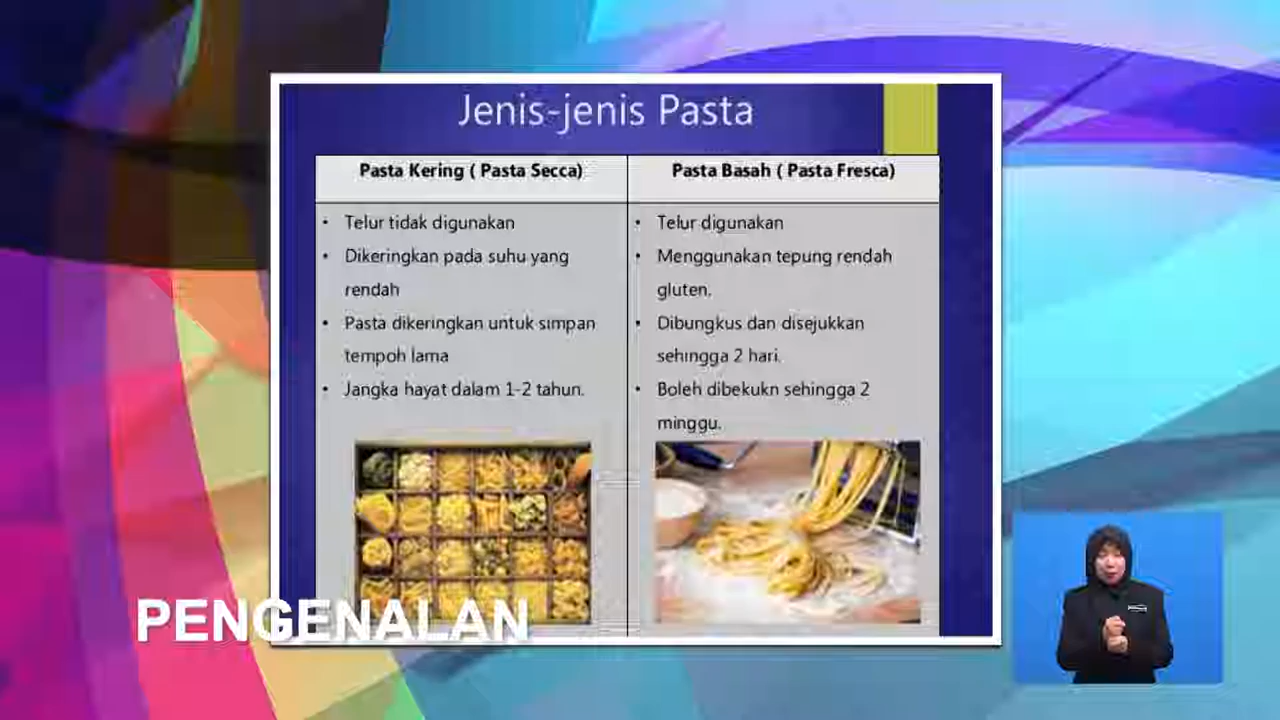 Jenis-jenis Pasta
Pasta Kering ( Pasta Secca)
• Telur tidak digunakan
• Dikeringkan pada suhu yang
rendah
• Pasta dikeringkan untuk simpan
tempoh lama
• Jangka hayat dalam 1-2 tahun.
Pasta Basah ( Pasta Fresca)
• Telur digunakan
• Menggunakan tepung rendah
gluten.
• Dibungkus dan disejukkan
sehingga 2 hari.
• Boleh dibekukn sehingga 2
minggu.
PENGENALAN